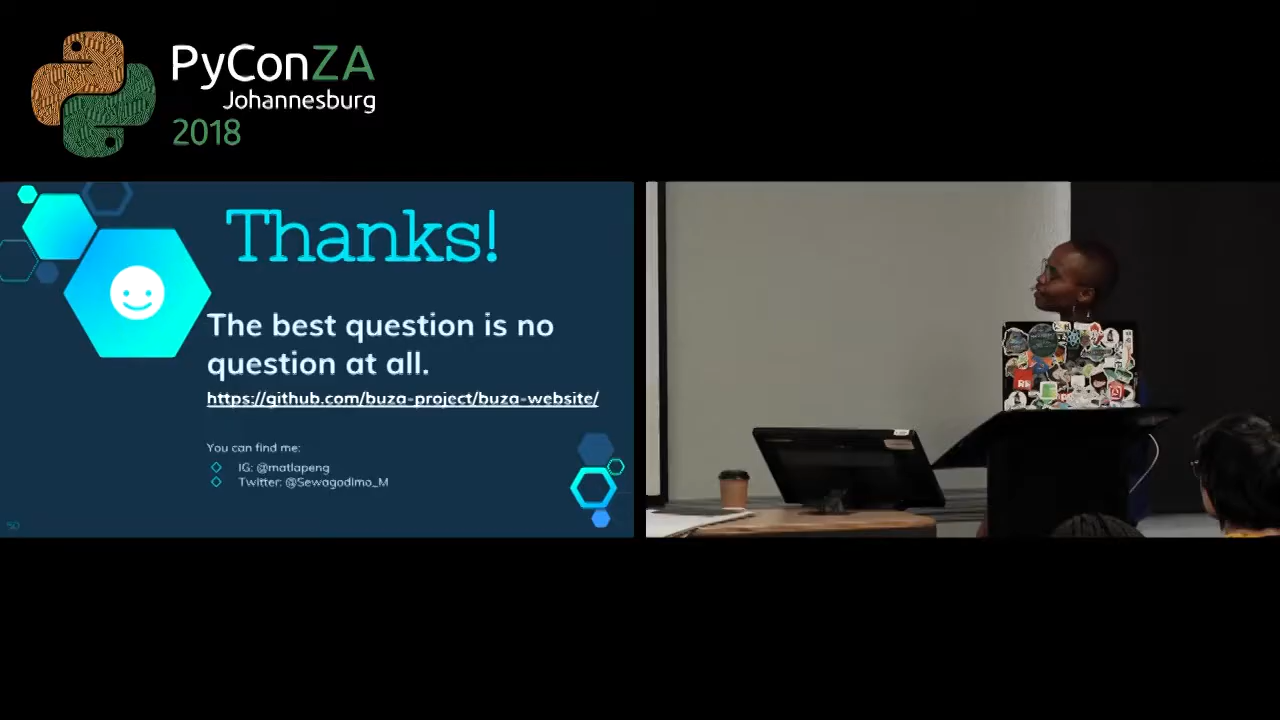 PyConZA
Johannesburg
2018
Thanks!
The best question is no
question at all.
https://github.com/buza-project/buza-website/
You can find me:
IG: @matlapeng
Twitter: @Sewagodimo_M
50